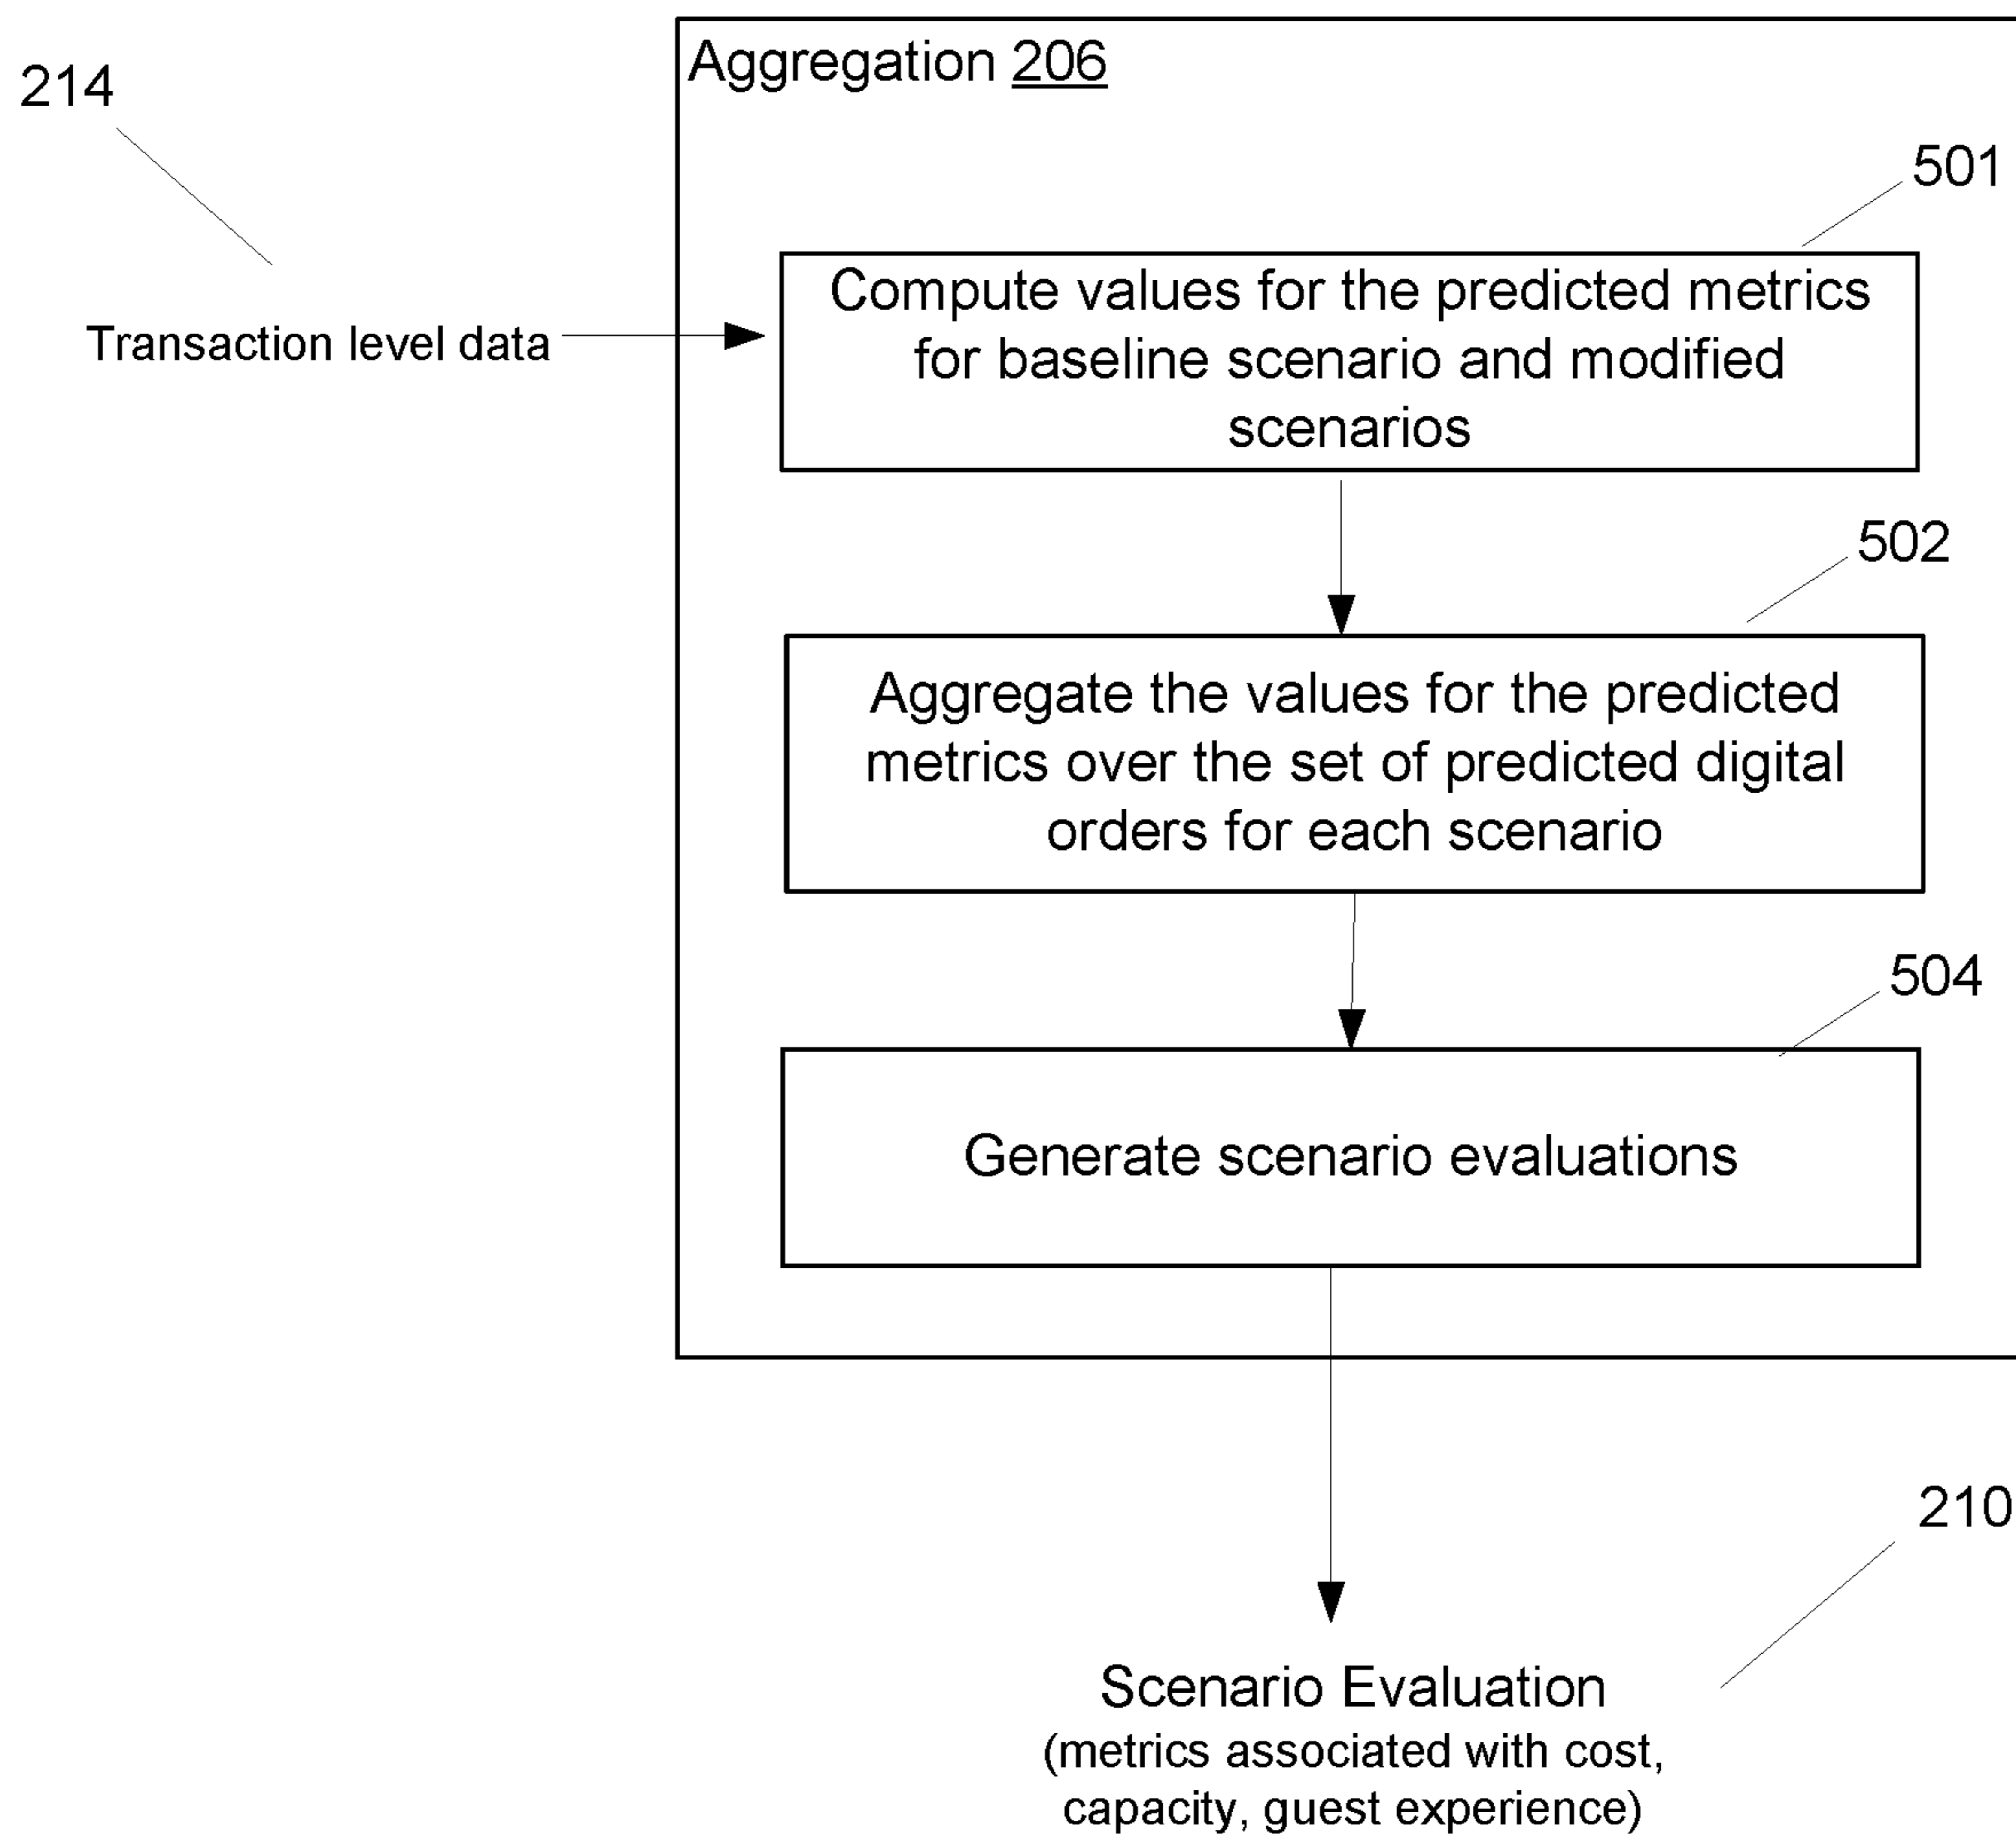 Aggregation 206
214
501
Compute values for the predicted metrics
for baseline scenario and modified
scenarios
Transaction level data
502
Aggregate the values for the predicted
metrics over the set of predicted digital
orders for each scenario
504
Generate scenario evaluations
210
Scenario Evaluation
(metrics associated with cost,
capacity, guest experience)